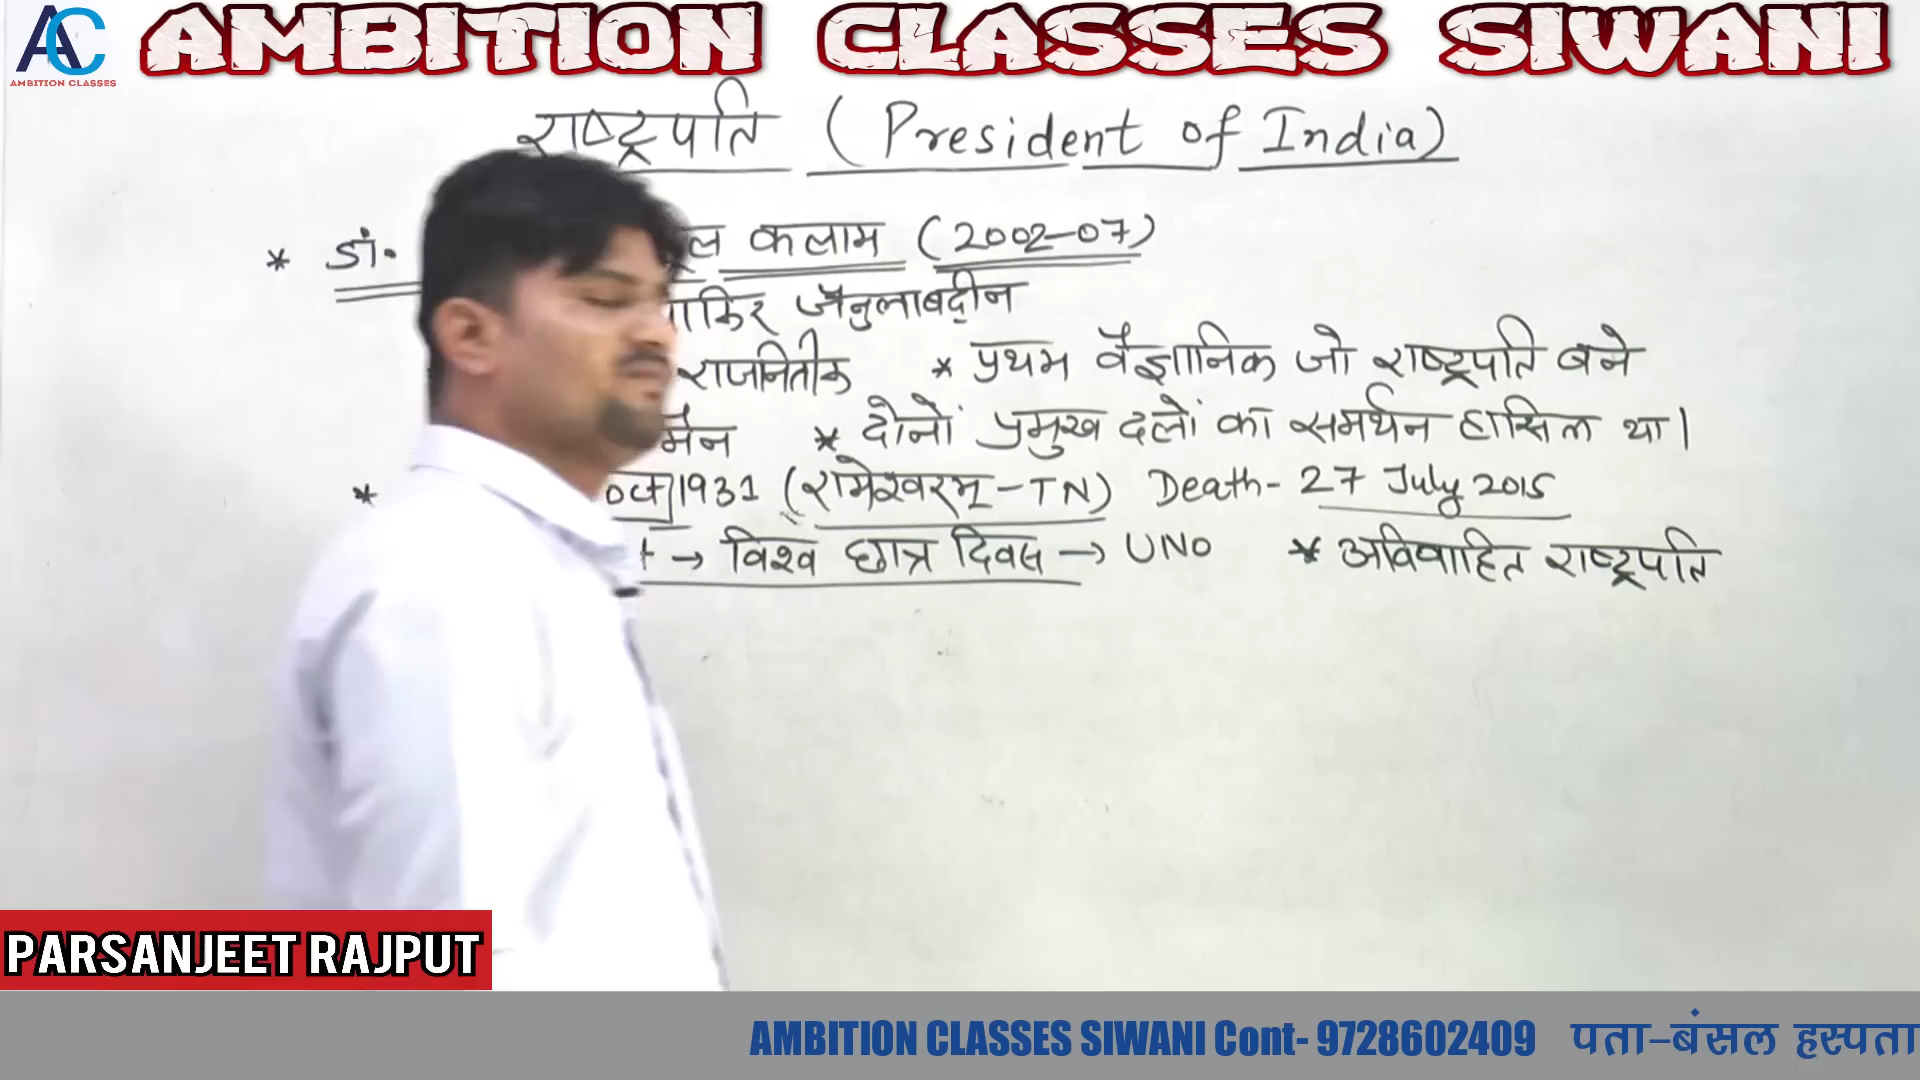 AC AMBITION CLASSES SIWANI
AMBITION CLASSES
राष्ट्रपति ( President of India)
* डॉ. कलाम (2002-07)
जैनुलाबद्दीन
राजनितीक * प्रथम वैज्ञानिक जो राष्ट्रपति बने
मैन * दोनों प्रमुख दलों का समर्थन हासिल था।
* oct 1931 (रामेश्वरम्-TN) Death- 27 July 2015
→ विश्व छात्र दिवस → UNO * अविवाहित राष्ट्रपति
PARSANJEET RAJPUT
AMBITION CLASSES SIWANI Cont- 9728602409 पता-बंसल हस्पता